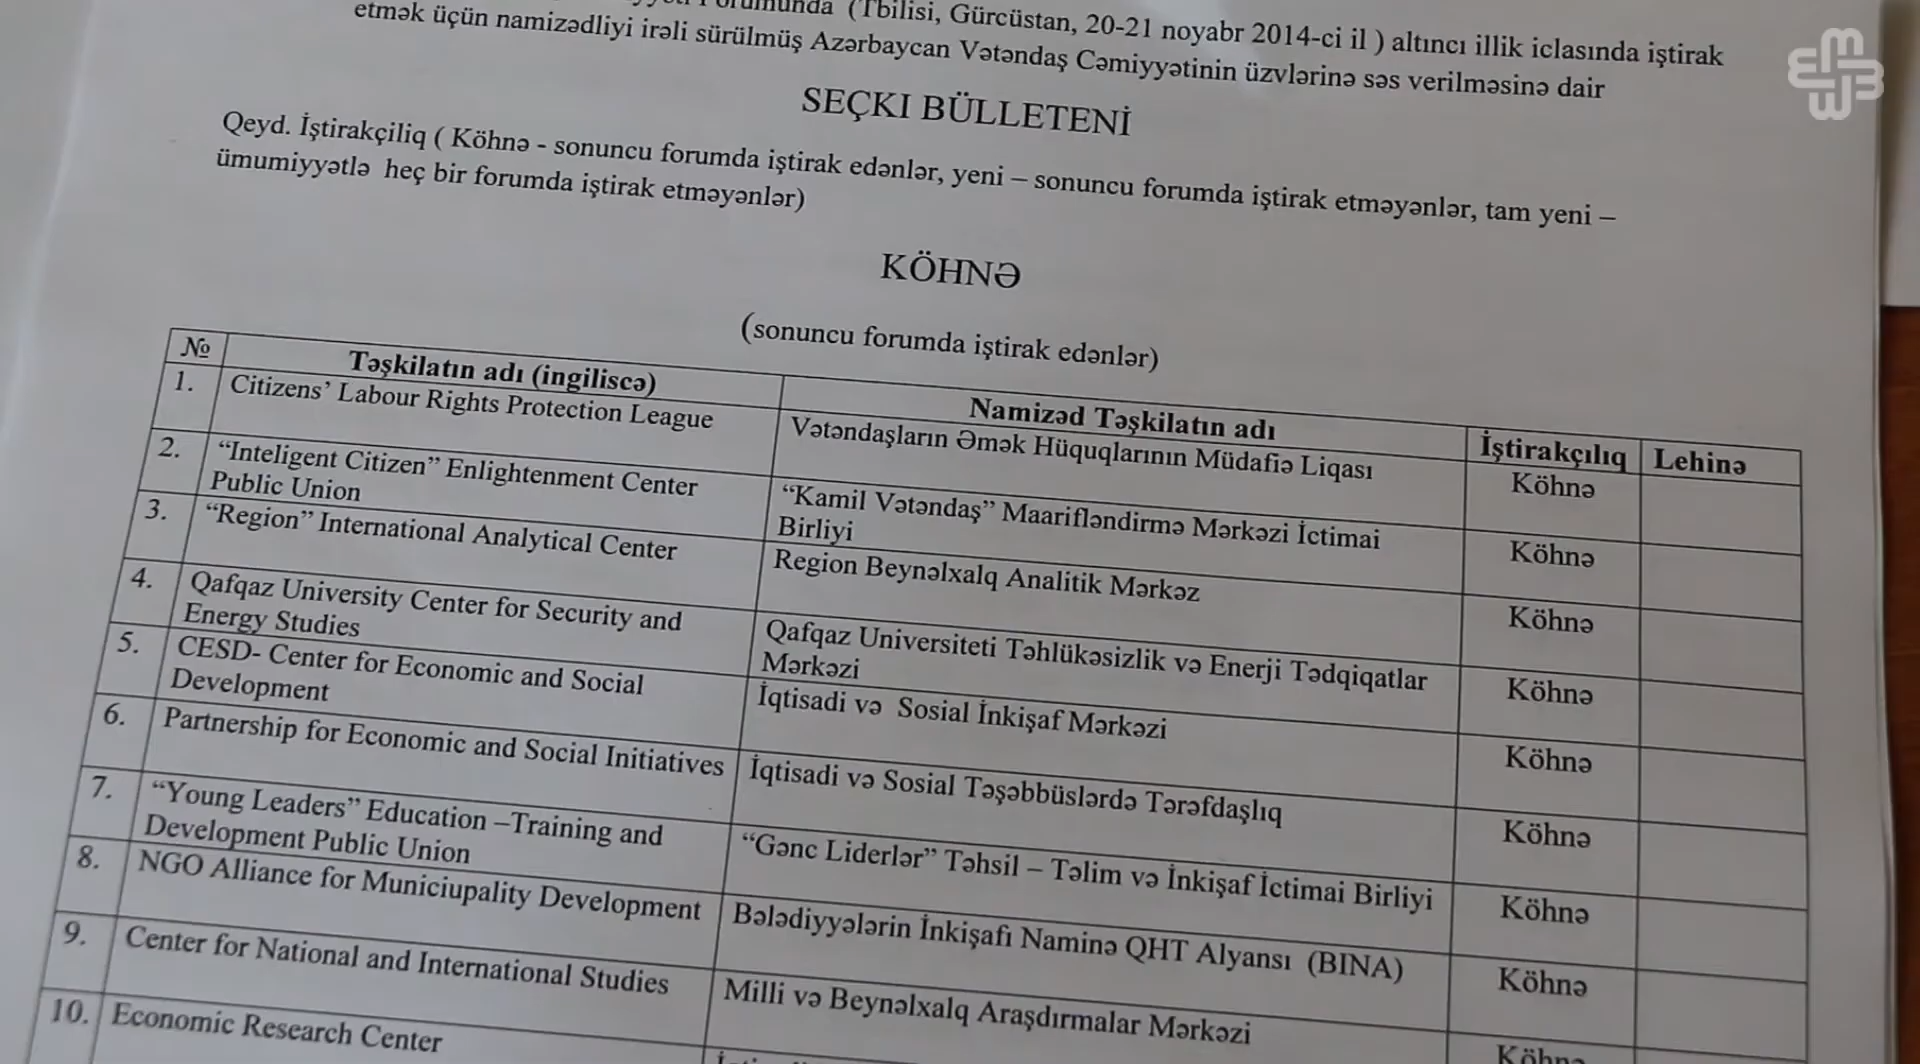 (Tbilisi, Gürcüstan, 20-21 noyabr 2014-ci il ) altıncı illik iclasında iştirak
etmək üçün namizədliyi irəli sürülmüş Azərbaycan Vətəndaş Cəmiyyətinin üzvlərinə səs verilməsinə dair
SEÇKI BÜLLETENİ
Qeyd. İştirakçiliq ( Köhnə - sonuncu forumda iştirak edənlər, yeni – sonuncu forumda iştirak etməyənlər, tam yeni –
ümumiyyətlə heç bir forumda iştirak etməyənlər)
KÖHNƏ
(sonuncu forumda iştirak edənlər)
№ Təşkilatın adı (ingiliscə) Namizəd Təşkilatın adı İştirakçılıq Lehinə
1. Citizens’ Labour Rights Protection League Vətəndaşların Əmək Hüquqlarının Müdafiə Liqası Köhnə
2. “Inteligent Citizen” Enlightenment Center “Kamil Vətəndaş” Maarifləndirmə Mərkəzi İctimai Köhnə
Public Union Birliyi
3. “Region” International Analytical Center Region Beynəlxalq Analitik Mərkəz Köhnə
4. Qafqaz University Center for Security and Qafqaz Universiteti Təhlükəsizlik və Enerji Tədqiqatlar Köhnə
Energy Studies Mərkəzi
5. CESD- Center for Economic and Social İqtisadi və Sosial İnkişaf Mərkəzi Köhnə
Development
6. Partnership for Economic and Social Initiatives İqtisadi və Sosial Təşəbbüslərdə Tərəfdaşlıq Köhnə
7. “Young Leaders” Education –Training and “Gənc Liderlər” Təhsil – Təlim və İnkişaf İctimai Birliyi Köhnə
Development Public Union
8. NGO Alliance for Municiupality Development Bələdiyyələrin İnkişafı Naminə QHT Alyansı (BINA) Köhnə
9. Center for National and International Studies Milli və Beynəlxalq Araşdırmalar Mərkəzi Köhnə
10. Economic Research Center